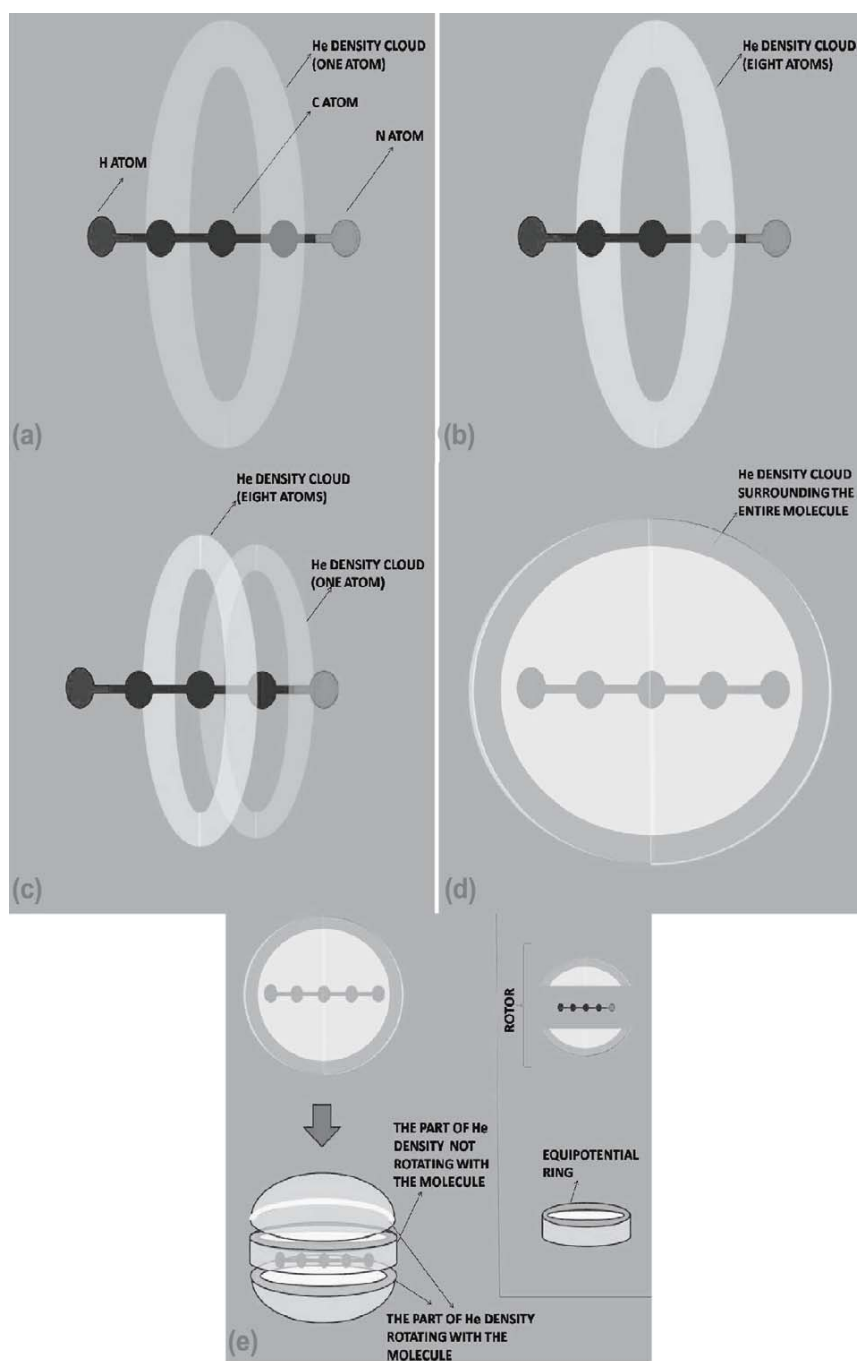 He DENSITY CLOUD
(ONE ATOM)
C ATOM
N ATOM
H ATOM
(a)
He DENSITY CLOUD
(EIGHT ATOMS)
(b)
He DENSITY CLOUD
(EIGHT ATOMS)
He DENSITY CLOUD
(ONE ATOM)
(c)
He DENSITY CLOUD
SURROUNDING THE
ENTIRE MOLECULE
(d)
THE PART OF He
DENSITY NOT
ROTATING WITH
THE MOLECULE
THE PART OF He DENSITY
ROTATING WITH THE
MOLECULE
(e)
ROTOR
EQUIPOTENTIAL
RING